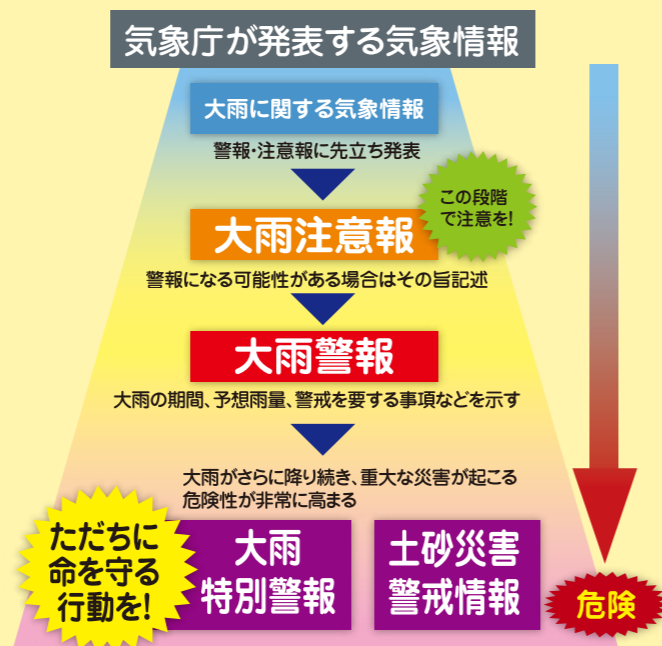 気象庁が発表する気象情報
大雨に関する気象情報
警報・注意報に先立ち発表
この段階
で注意を!
大雨注意報
警報になる可能性がある場合はその旨記述
大雨警報
大雨の期間、予想雨量、警戒を要する事項などを示す
大雨がさらに降り続き、重大な災害が起こる
危険性が非常に高まる
ただちに
命を守る
行動を!
大雨
特別警報
土砂災害
警戒情報
危険